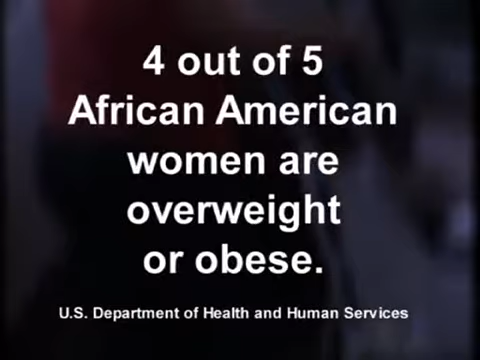 4 out of 5
African American
women are
overweight
or obese.
U.S. Department of Health and Human Services